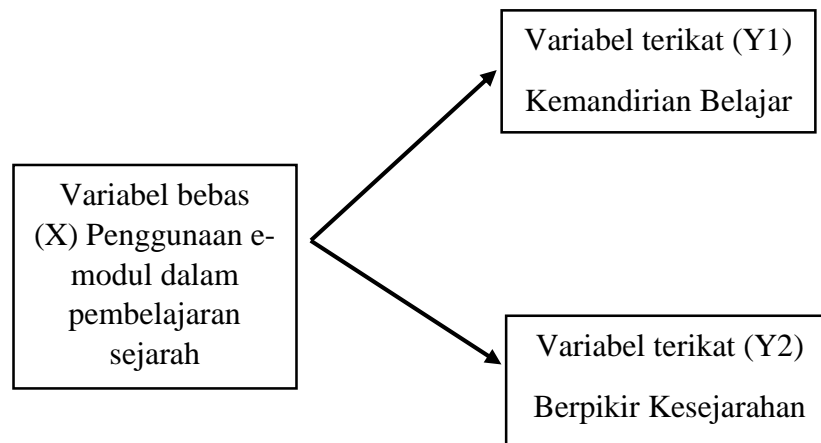 Variabel terikat (Y1)
Kemandirian Belajar
Variabel bebas
(X) Penggunaan e-
modul dalam
pembelajaran
sejarah
Variabel terikat (Y2)
Berpikir Kesejarahan